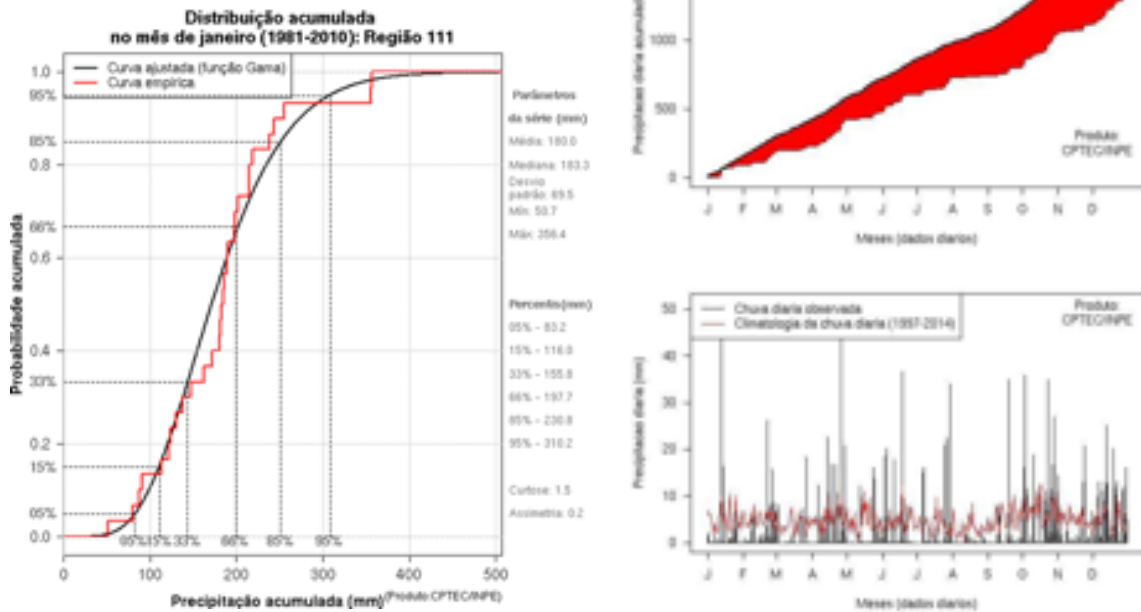 Distribuição acumulada
no mês de janeiro (1981-2010): Região 111
Curva ajustada (função Gama)
Curva empírica
Probabilidade acumulada
1.0
95%
85%
0.8
66%
0.6
0.4
33%
0.2
15%
05%
0.0
05% 15% 33% 66% 85% 95%
0 100 200 300 400 500
Precipitação acumulada (mm) (Produto:CPTEC/INPE)
Parâmetros
da série (mm)
Média: 180.0
Mediana: 183.3
Desvio
padrão: 69.5
Mín: 50.7
Máx: 356.4
Percentis(mm)
05% - 83.2
15% - 116.0
33% - 155.8
66% - 197.7
85% - 230.8
95% - 310.2
Curtose: 1.5
Assimetria: 0.2
Precipitacao diaria acumulad
1000
500
0
Produto:
CPTEC/INPE
J F M A M J J A S O N D
Meses (dados diarios)
Precipitacao diaria (mm)
50
40
30
20
10
0
Chuva diaria observada
Climatologia da chuva diaria (1997-2014)
Produto:
CPTEC/INPE
J F M A M J J A S O N D
Meses (dados diarios)